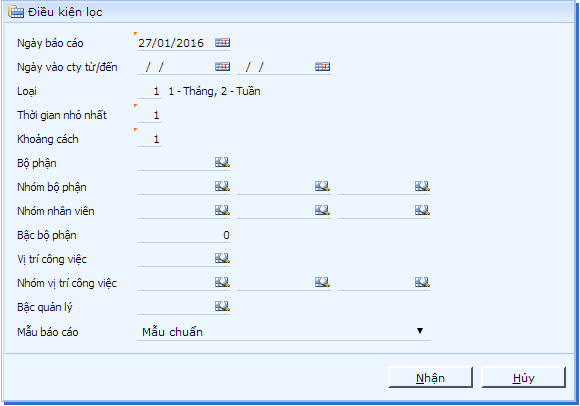 Điều kiện lọc
Ngày báo cáo 27/01/2016
Ngày vào cty từ/đến / / / /
Loại 1 1 - Tháng, 2 - Tuần
Thời gian nhỏ nhất 1
Khoảng cách 1
Bộ phận
Nhóm bộ phận
Nhóm nhân viên
Bậc bộ phận 0
Vị trí công việc
Nhóm vị trí công việc
Bậc quản lý
Mẫu báo cáo Mẫu chuẩn
Nhận Hủy